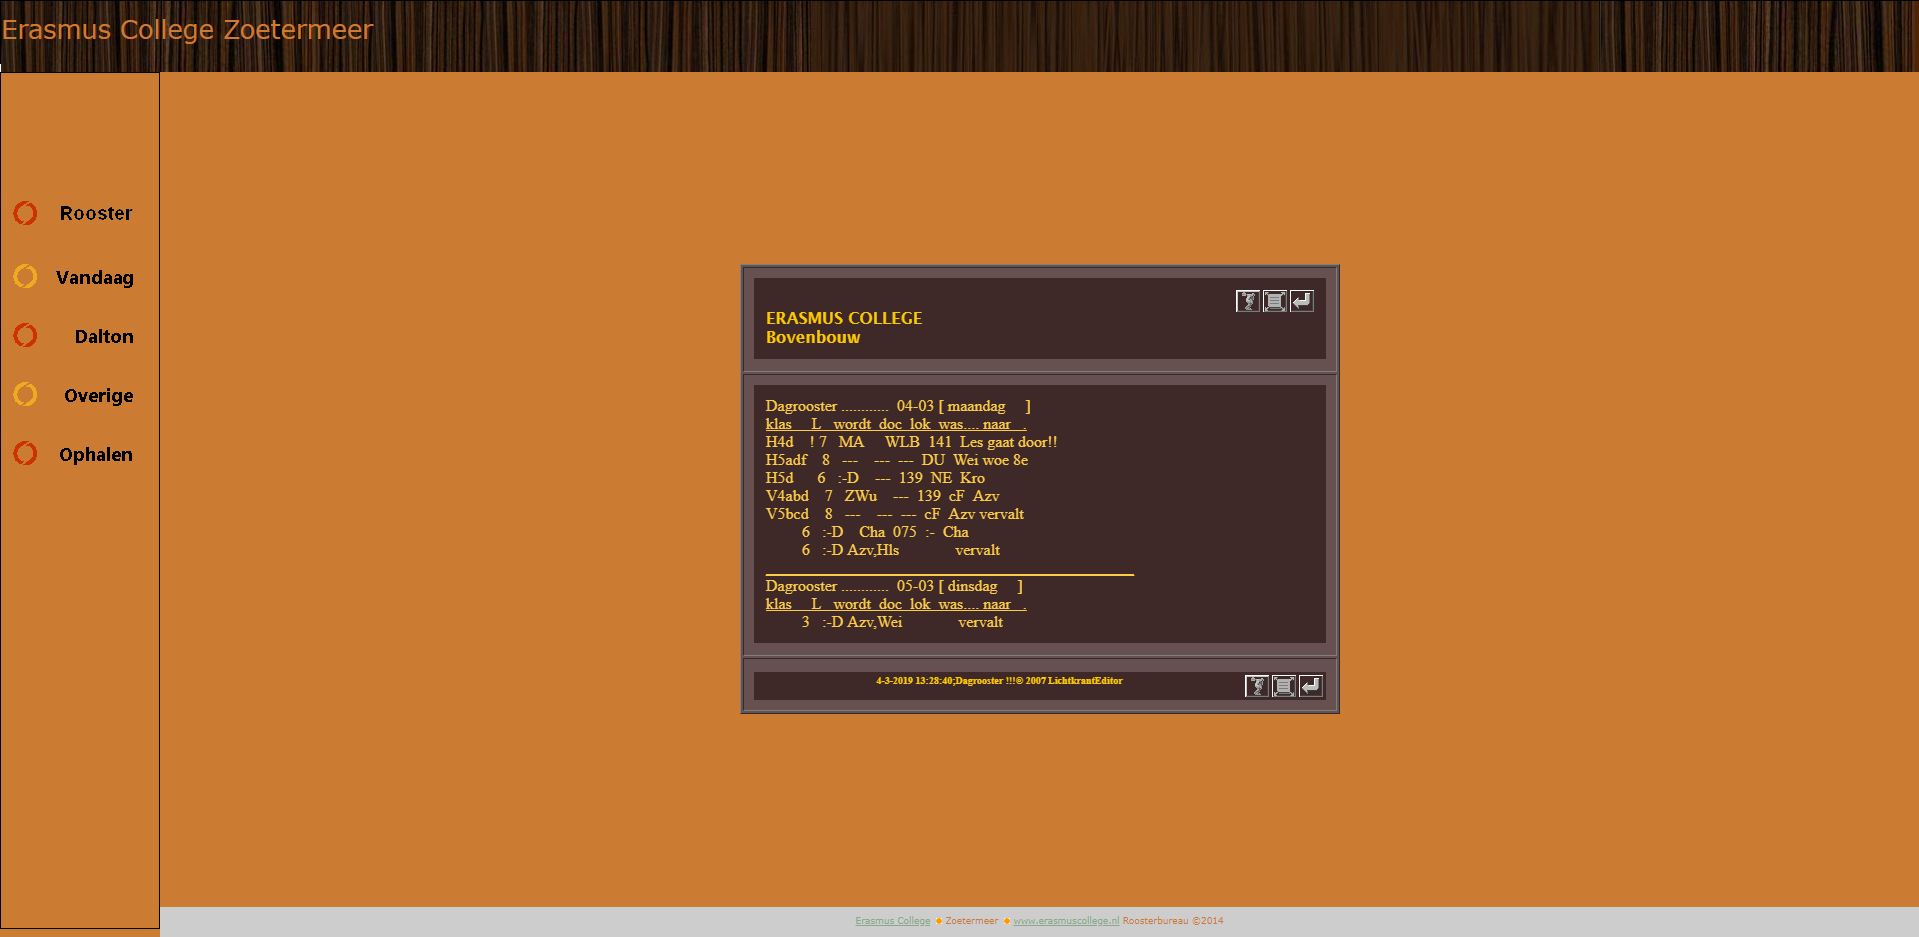 Erasmus College Zoetermeer
Rooster
Vandaag
Dalton
Overige
Ophalen
ERASMUS COLLEGE
Bovenbouw
Dagrooster ............ 04-03 [ maandag ]
klas L wordt doc lok was.... naar .
H4d ! 7 MA WLB 141 Les gaat door!!
H5adf 8 --- --- --- DU Wei woe 8e
H5d 6 :-D --- 139 NE Kro
V4abd 7 ZWu --- 139 cF Azv
V5bcd 8 --- --- --- cF Azv vervalt
6 :-D Cha 075 :- Cha
6 :-D Azv,Hls vervalt
Dagrooster ............ 05-03 [ dinsdag ]
klas L wordt doc lok was.... naar .
3 :-D Azv,Wei vervalt
4-3-2019 13:28:40;Dagrooster !!!© 2007 LichtkrantEditor
Erasmus College ◆ Zoetermeer ◆ www.erasmuscollege.nl Roosterbureau ©2014